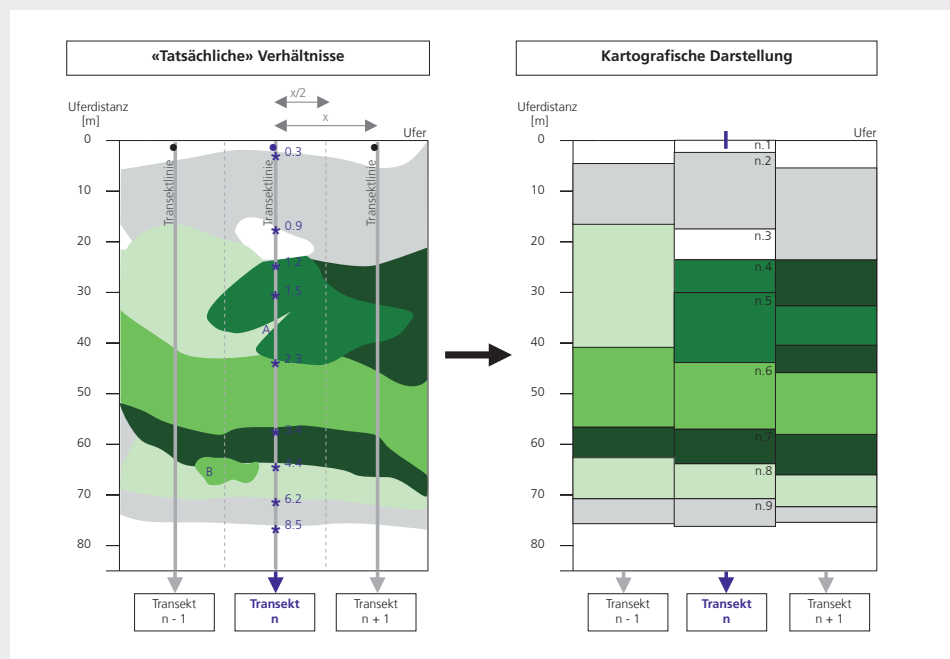 «Tatsächliche» Verhältnisse
Kartografische Darstellung
x/2
x
Uferdistanz
[m]
Ufer
0
10
20
30
40
50
60
70
80
Transektlinie
Transektlinie
Transektlinie
0.3
0.9
1.2
1.5
A
2.3
4.4
B
6.2
8.5
Transekt
n - 1
Transekt
n
Transekt
n + 1
Uferdistanz
[m]
Ufer
0
10
20
30
40
50
60
70
80
n.1
n.2
n.3
n.4
n.5
n.6
n.7
n.8
n.9
Transekt
n - 1
Transekt
n
Transekt
n + 1